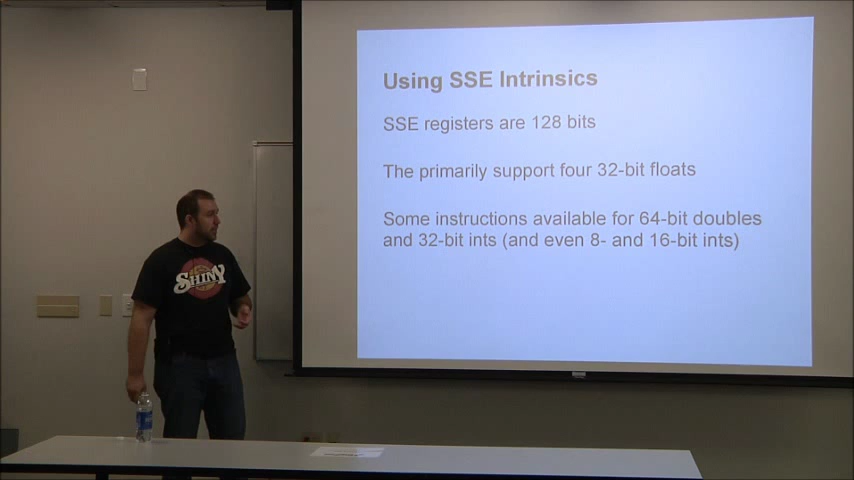 Using SSE Intrinsics
SSE registers are 128 bits
The primarily support four 32-bit floats
Some instructions available for 64-bit doubles
and 32-bit ints (and even 8- and 16-bit ints)
SHINY